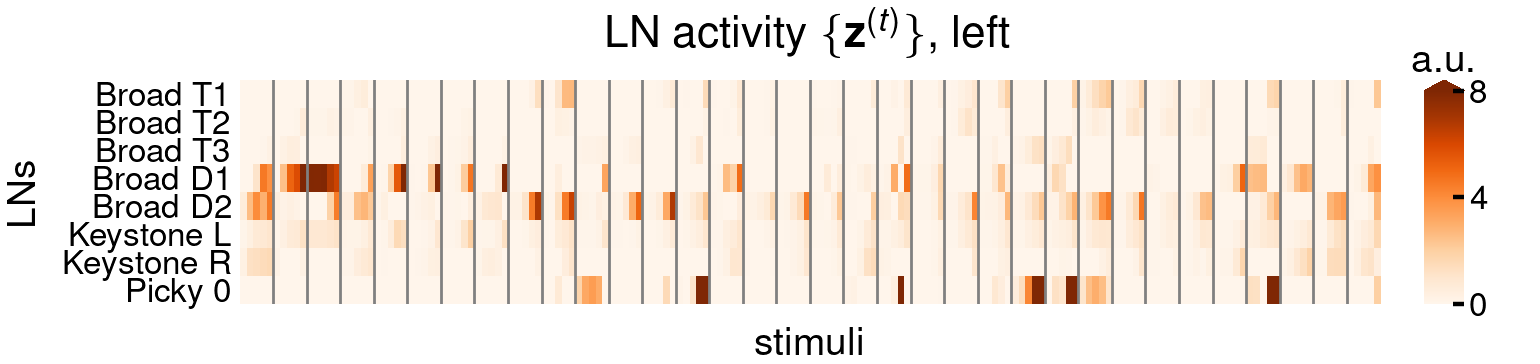 LN activity {z^(t)}, left
a.u.
8
4
0
LNs
Broad T1
Broad T2
Broad T3
Broad D1
Broad D2
Keystone L
Keystone R
Picky 0
stimuli